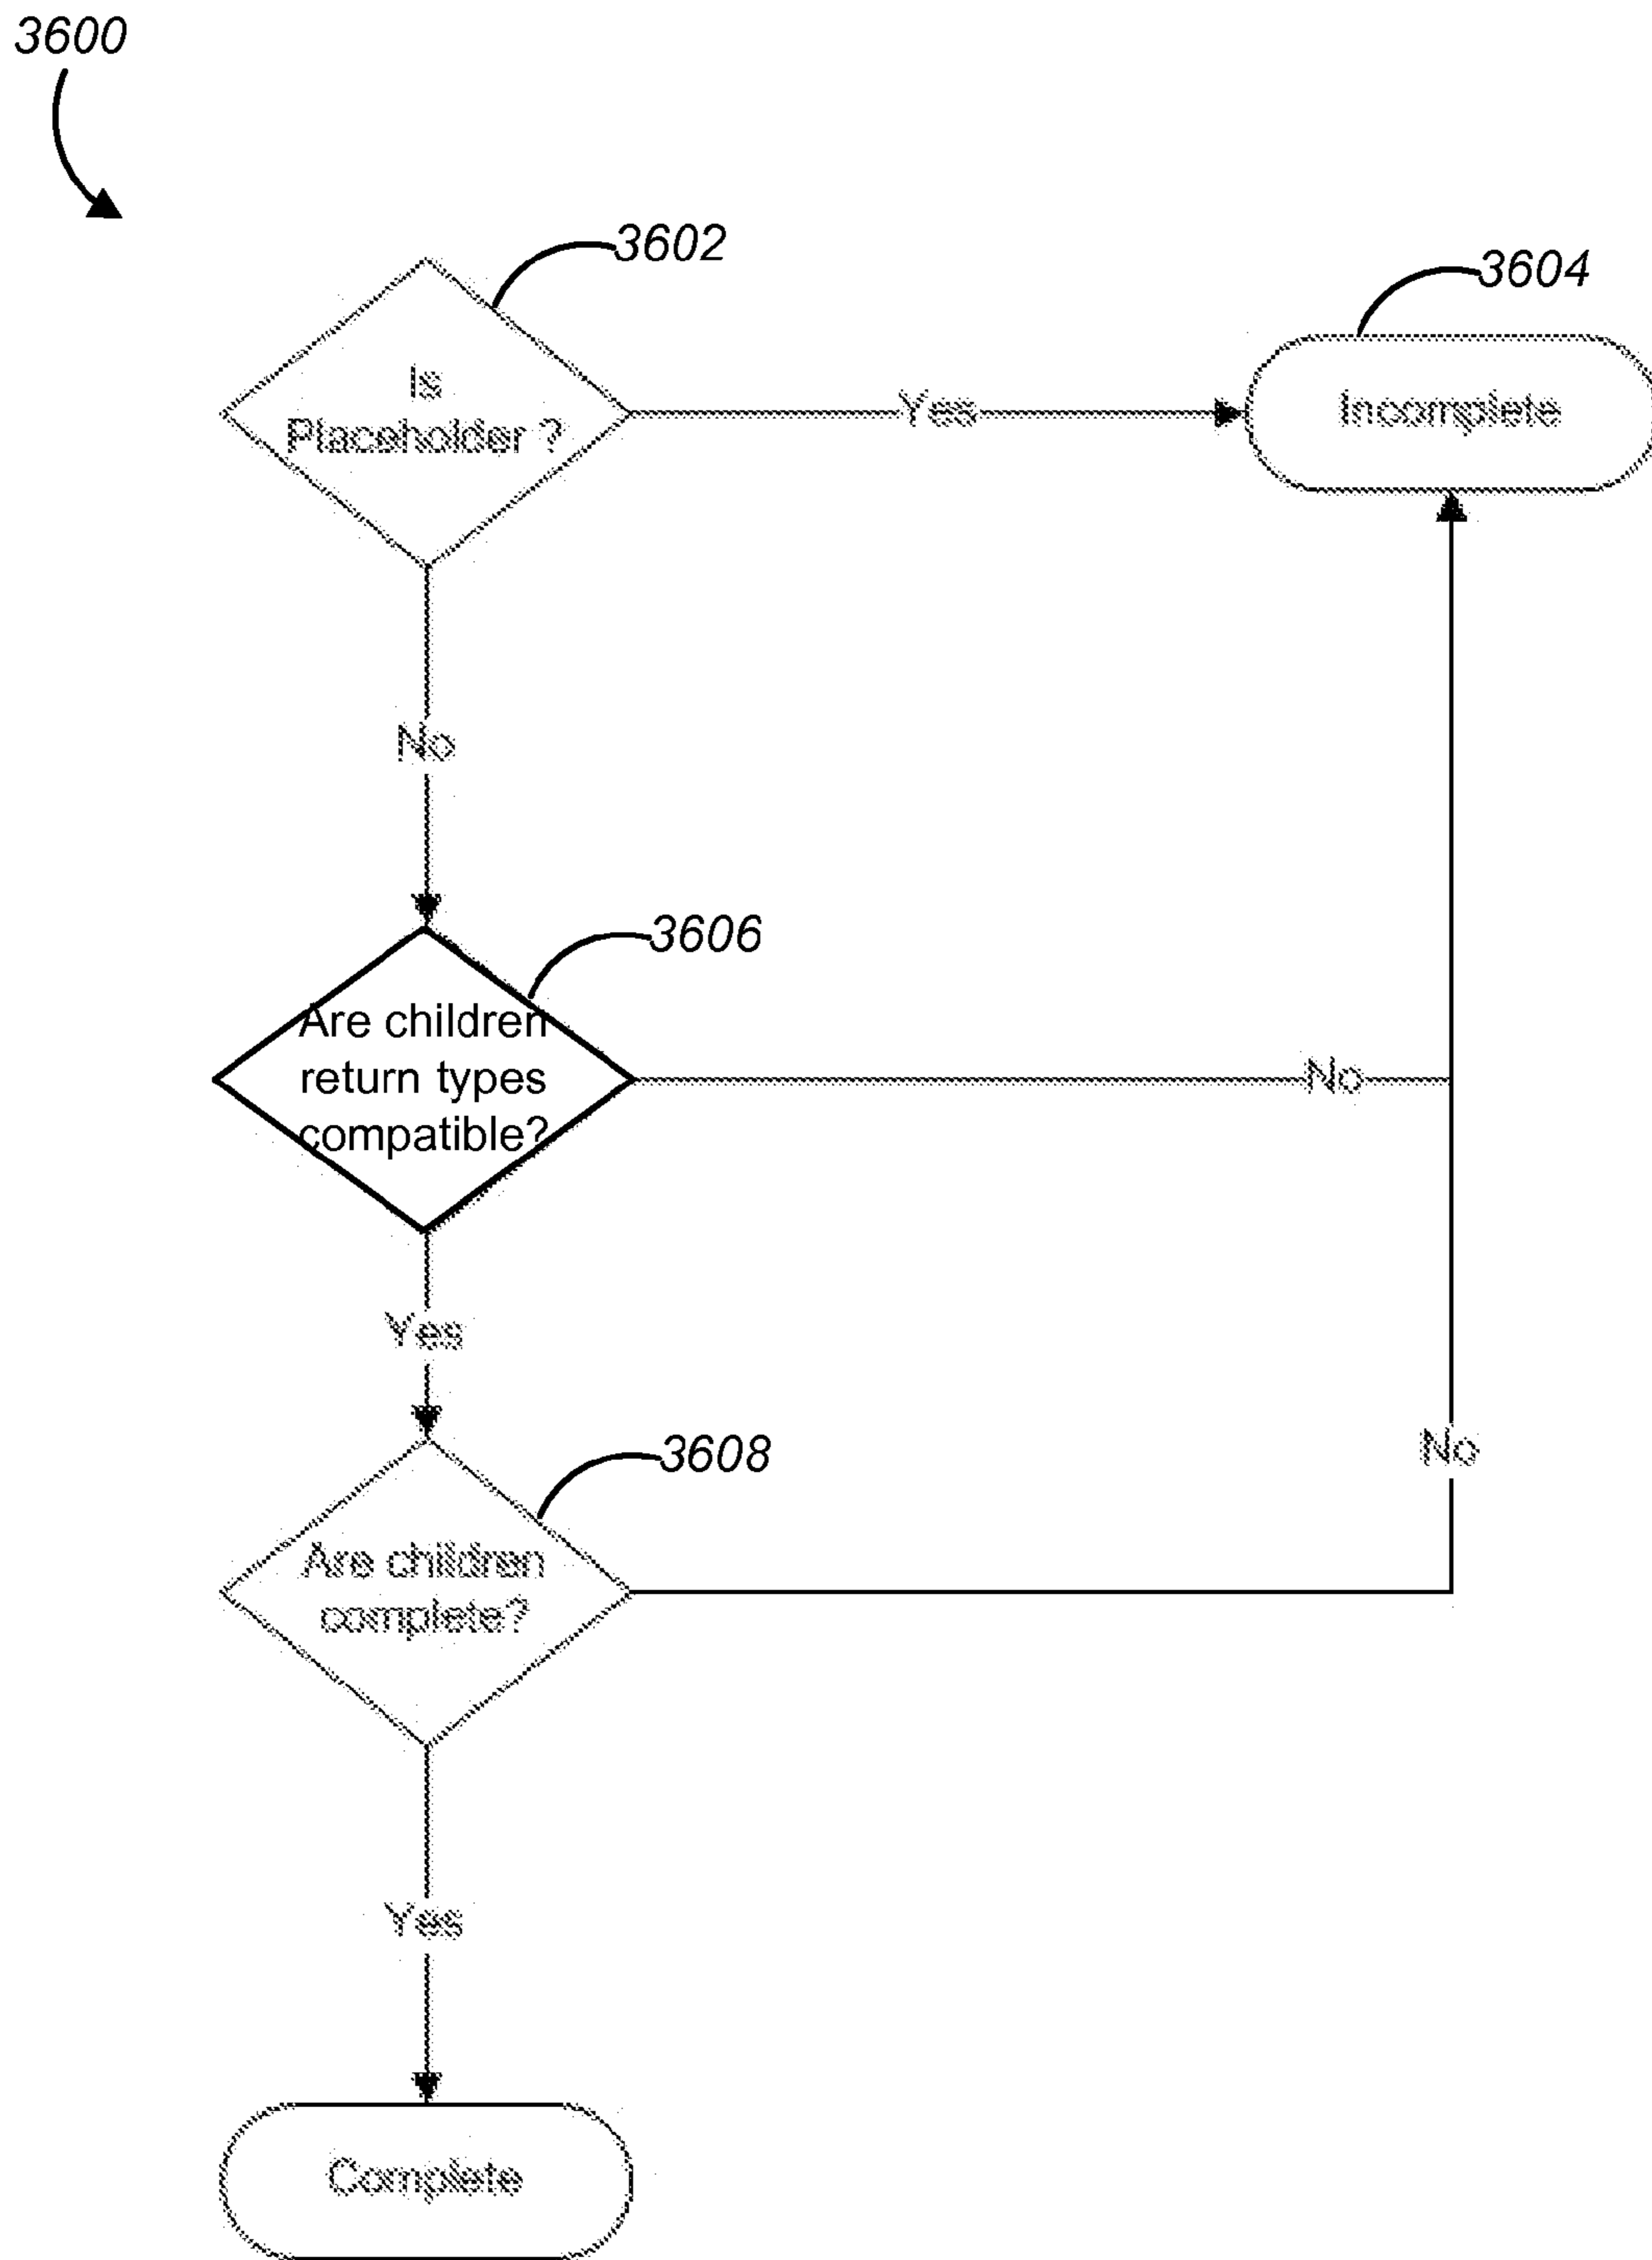 3600
3602
3604
Is
Placeholder ?
Yes
Incomplete
No
3606
Are children
return types
compatible?
No
Yes
3608
No
Are children
complete?
Yes
Complete